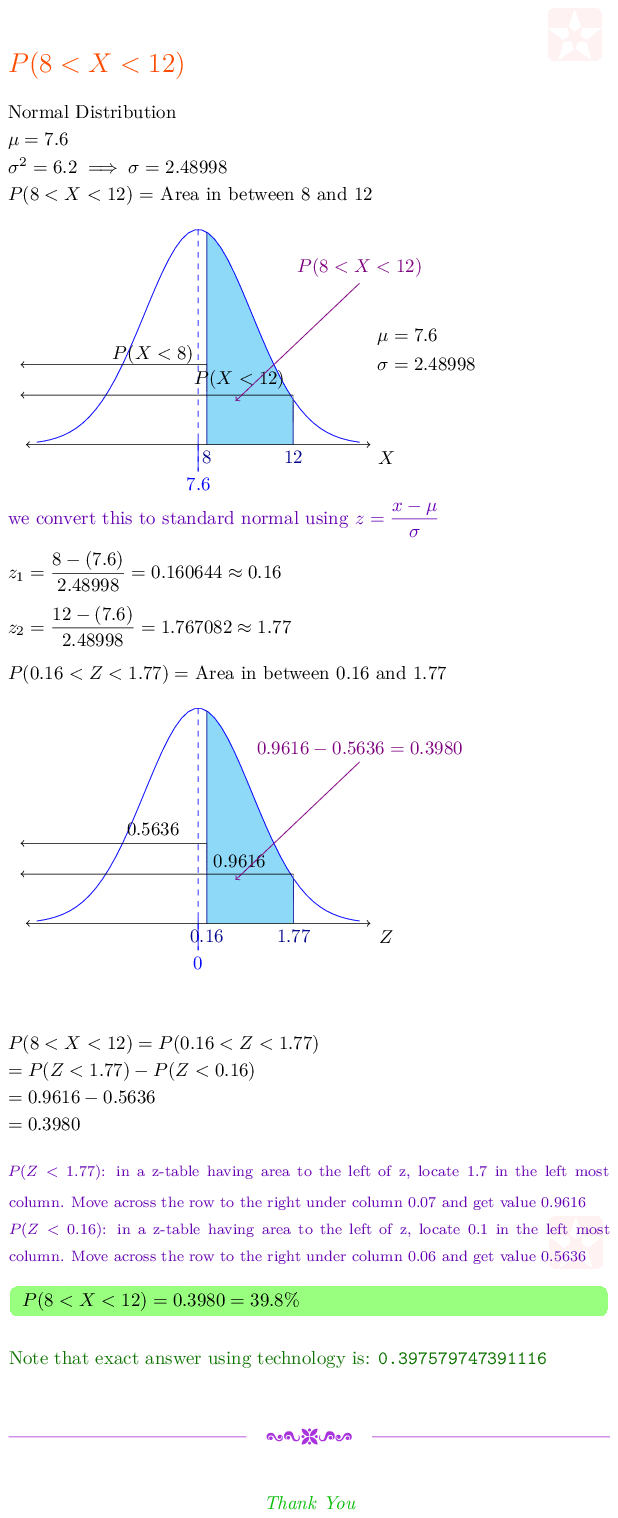 P(8 < X < 12)
Normal Distribution
μ = 7.6
σ² = 6.2 ⟹ σ = 2.48998
P(8 < X < 12) = Area in between 8 and 12
P(8 < X < 12)
μ = 7.6
P(X < 8)
σ = 2.48998
P(X < 12)
8 12 X
7.6
we convert this to standard normal using z = (x − μ)/σ
z₁ = (8 − (7.6))/2.48998 = 0.160644 ≈ 0.16
z₂ = (12 − (7.6))/2.48998 = 1.767082 ≈ 1.77
P(0.16 < Z < 1.77) = Area in between 0.16 and 1.77
0.9616 − 0.5636 = 0.3980
0.5636
0.9616
0.16 1.77 Z
0
P(8 < X < 12) = P(0.16 < Z < 1.77)
= P(Z < 1.77) − P(Z < 0.16)
= 0.9616 − 0.5636
= 0.3980
P(Z < 1.77): in a z-table having area to the left of z, locate 1.7 in the left most
column. Move across the row to the right under column 0.07 and get value 0.9616
P(Z < 0.16): in a z-table having area to the left of z, locate 0.1 in the left most
column. Move across the row to the right under column 0.06 and get value 0.5636
P(8 < X < 12) = 0.3980 = 39.8%
Note that exact answer using technology is: 0.397579747391116
Thank You